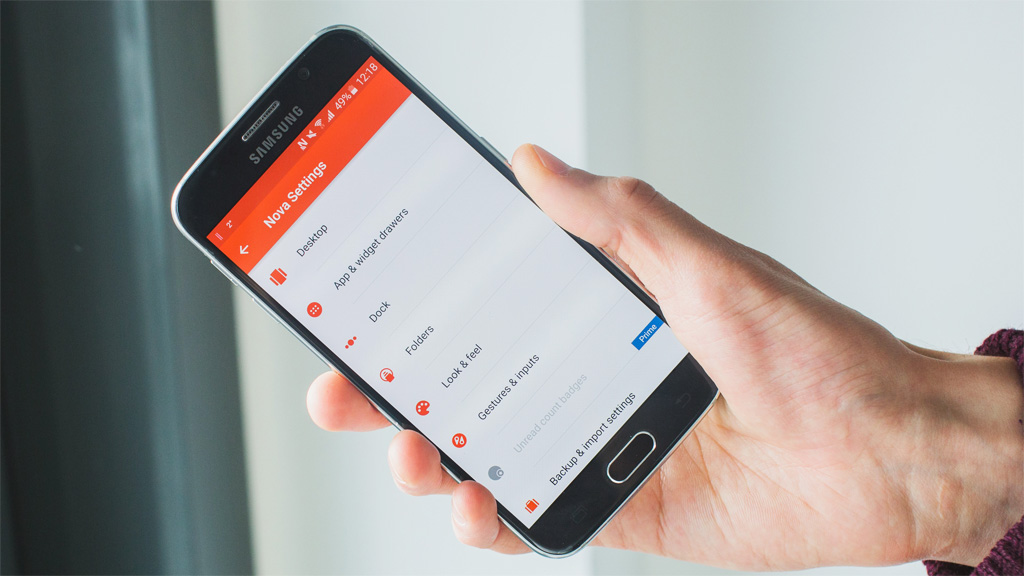 SAMSUNG
49% 12:18
Nova Settings
Desktop
App & widget drawers
Dock
Folders
Look & feel
Gestures & inputs
Unread count badges
Prime
Backup & import settings